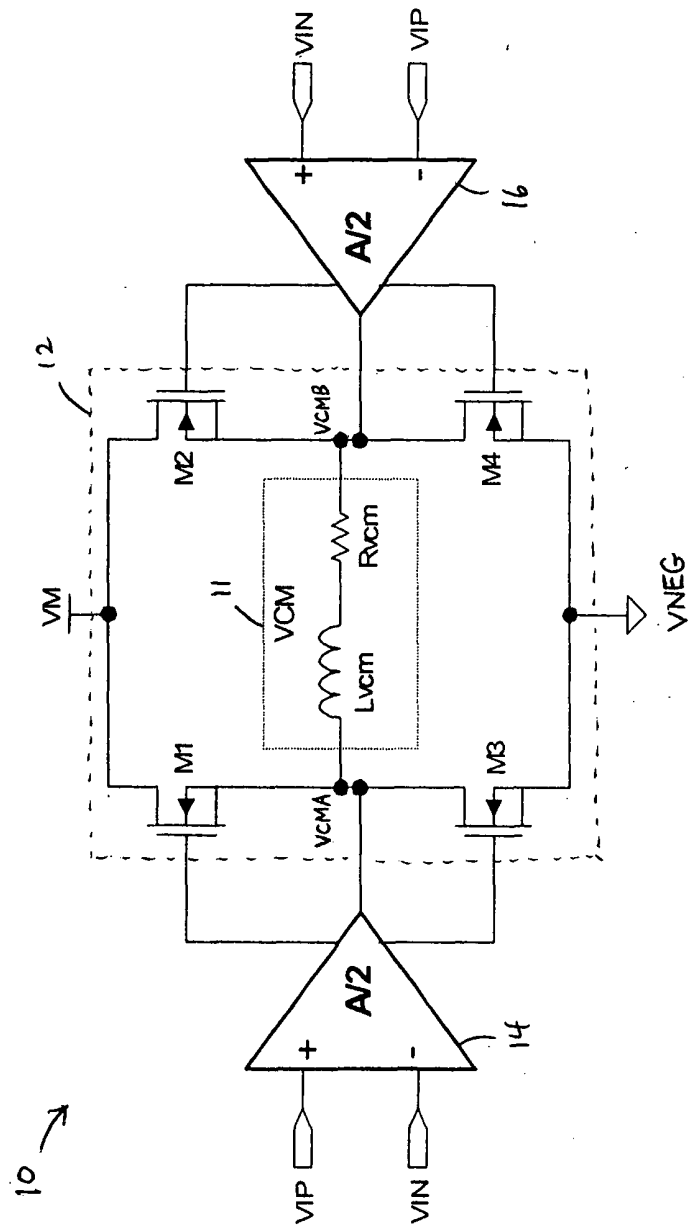 10
12
VM
M1
M2
11
VCM
VIP
+
A/2
-
VIN
14
VCMA
Lvcm
Rvcm
VCMB
A/2
+
-
VIN
VIP
16
M3
M4
VNEG